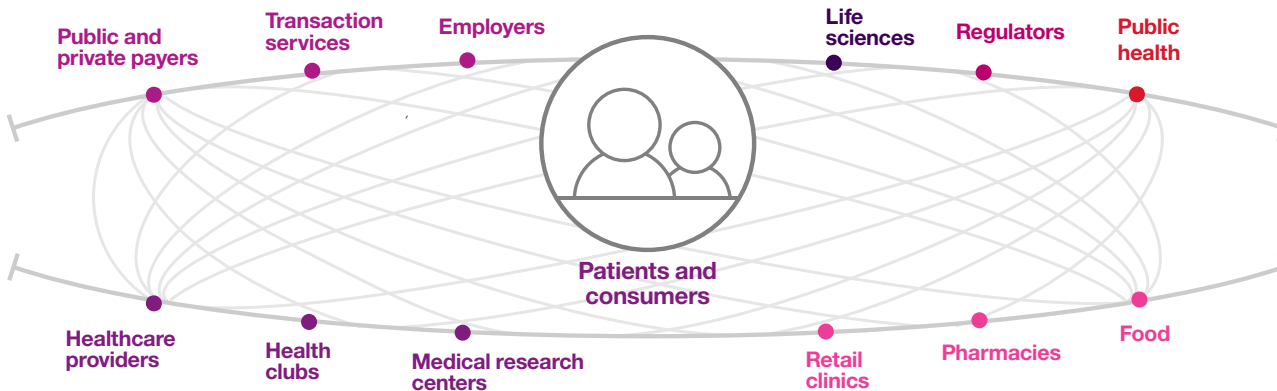 Public and
private payers
Transaction
services
Employers
Life
sciences
Regulators
Public
health
Patients and
consumers
Healthcare
providers
Health
clubs
Medical research
centers
Retail
clinics
Pharmacies
Food